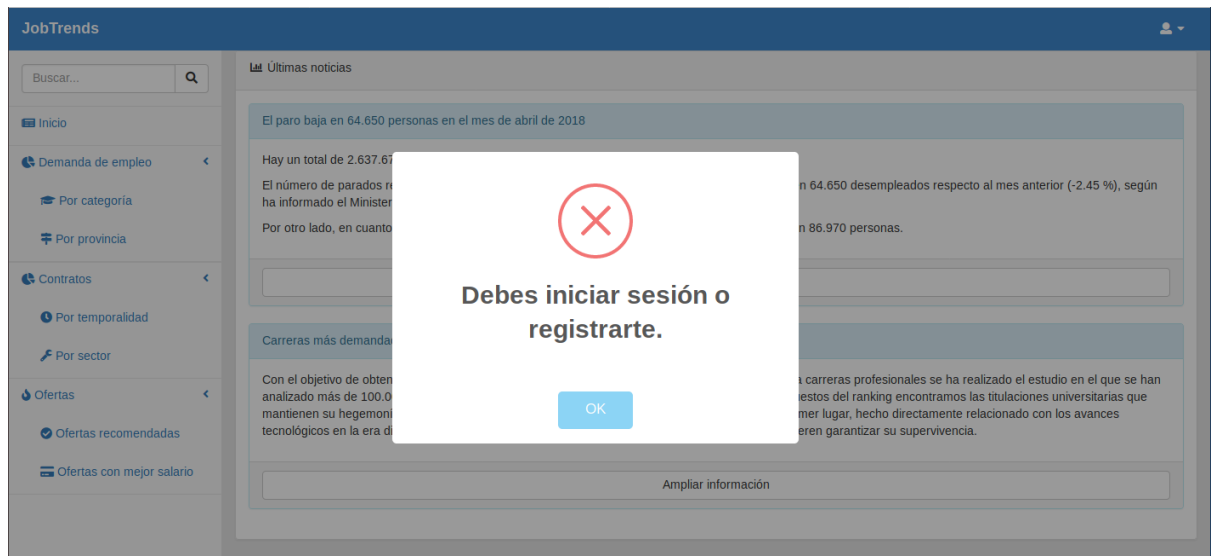 JobTrends
Buscar...
Inicio
Demanda de empleo
Por categoría
Por provincia
Contratos
Por temporalidad
Por sector
Ofertas
Ofertas recomendadas
Ofertas con mejor salario
Últimas noticias
El paro baja en 64.650 personas en el mes de abril de 2018
Hay un total de 2.637.67
El número de parados re
n 64.650 desempleados respecto al mes anterior (-2.45 %), según
ha informado el Minister
Por otro lado, en cuanto
n 86.970 personas.
Carreras más demanda
Con el objetivo de obten
a carreras profesionales se ha realizado el estudio en el que se han
analizado más de 100.0
uestos del ranking encontramos las titulaciones universitarias que
mantienen su hegemoní
mer lugar, hecho directamente relacionado con los avances
tecnológicos en la era di
eren garantizar su supervivencia.
Ampliar información
Debes iniciar sesión o
registrarte.
OK